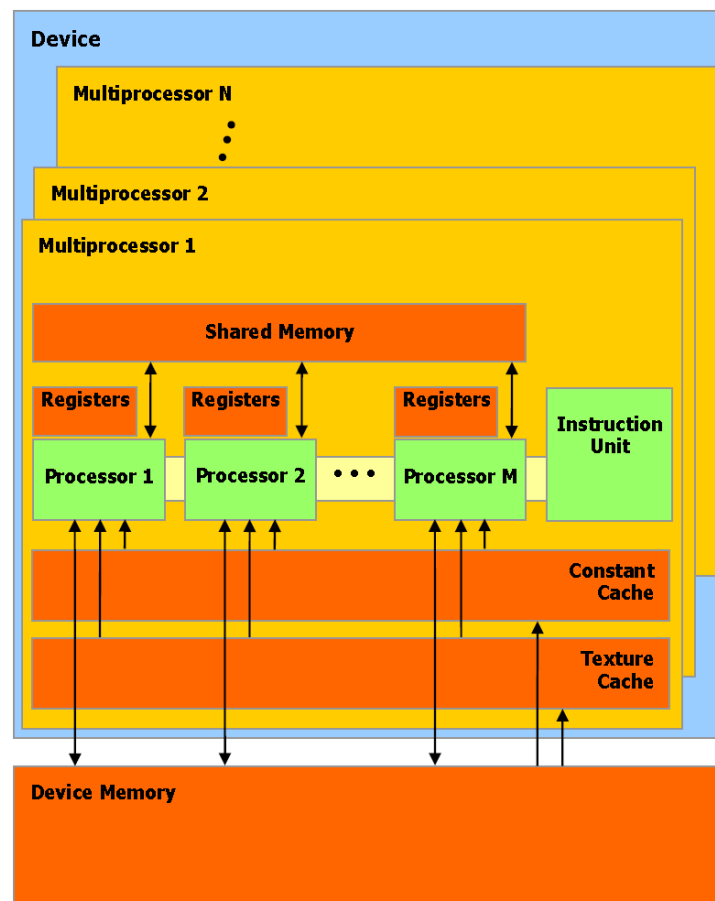 Device
Multiprocessor N
Multiprocessor 2
Multiprocessor 1
Shared Memory
Registers
Registers
Registers
Instruction
Unit
Processor 1
Processor 2
Processor M
Constant
Cache
Texture
Cache
Device Memory